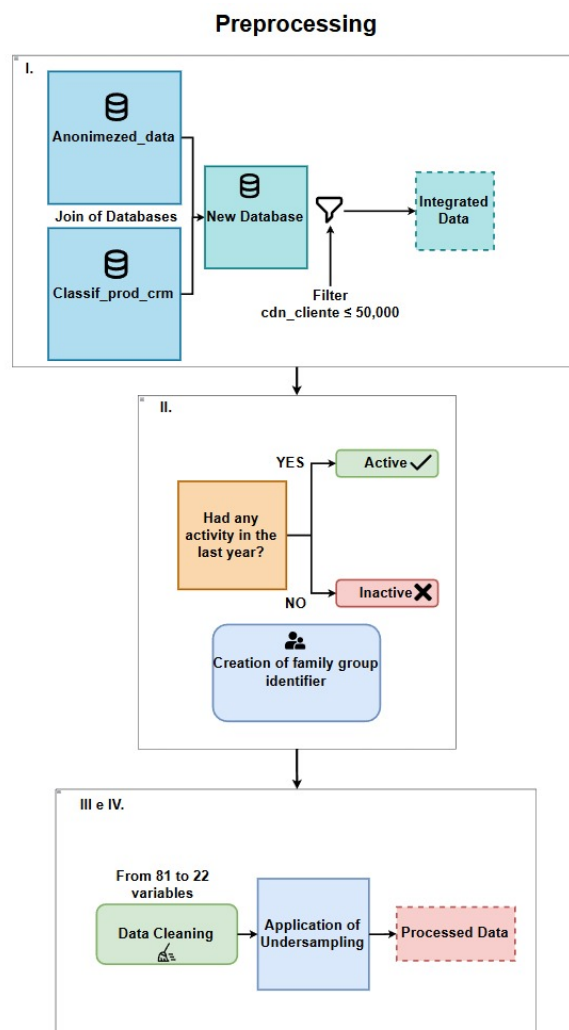 Preprocessing
I.
Anonimezed_data
Join of Databases
Classif_prod_crm
New Database
Filter
cdn_cliente ≤ 50,000
Integrated
Data
II.
Had any
activity in the
last year?
YES
Active
NO
Inactive
Creation of family group
identifier
III e IV.
From 81 to 22
variables
Data Cleaning
Application of
Undersampling
Processed Data